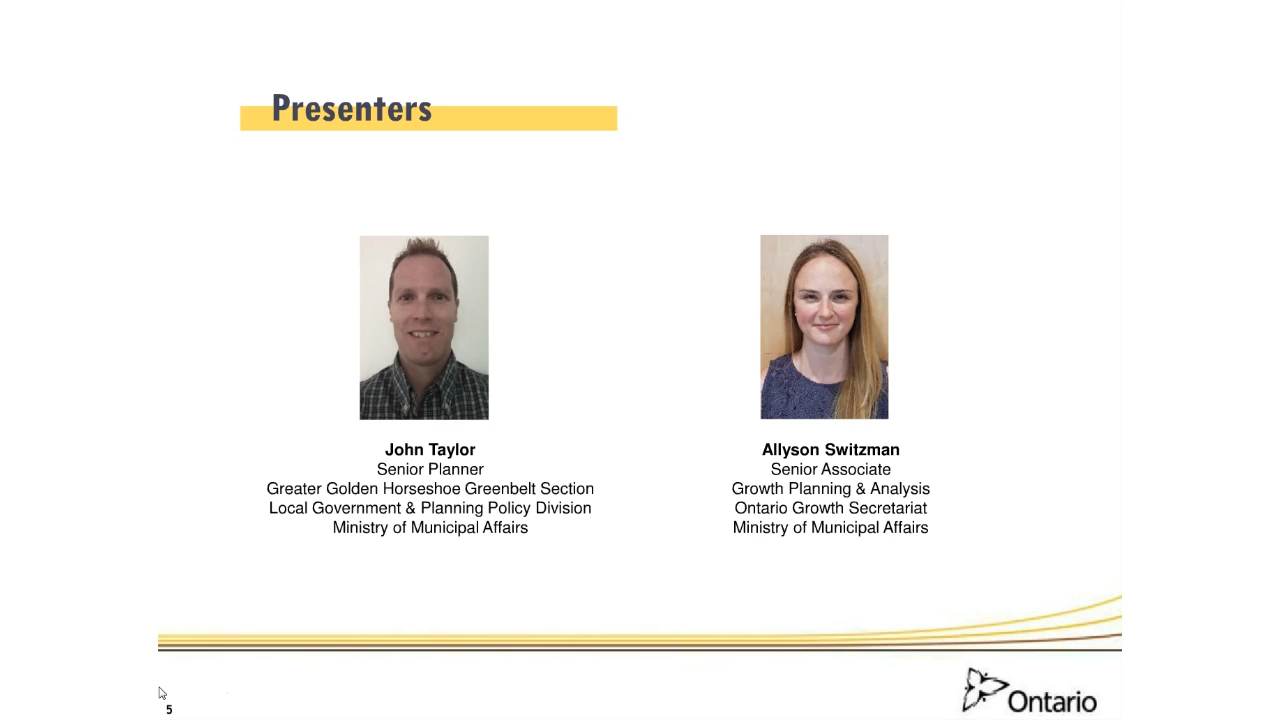 Presenters
John Taylor
Senior Planner
Greater Golden Horseshoe Greenbelt Section
Local Government & Planning Policy Division
Ministry of Municipal Affairs
Allyson Switzman
Senior Associate
Growth Planning & Analysis
Ontario Growth Secretariat
Ministry of Municipal Affairs
5
Ontario